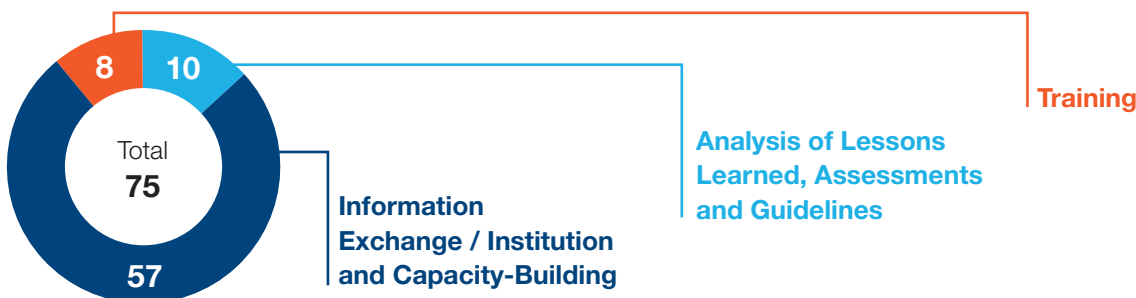 8
10
Training
Total
75
Analysis of Lessons
Learned, Assessments
and Guidelines
Information
Exchange / Institution
and Capacity-Building
57